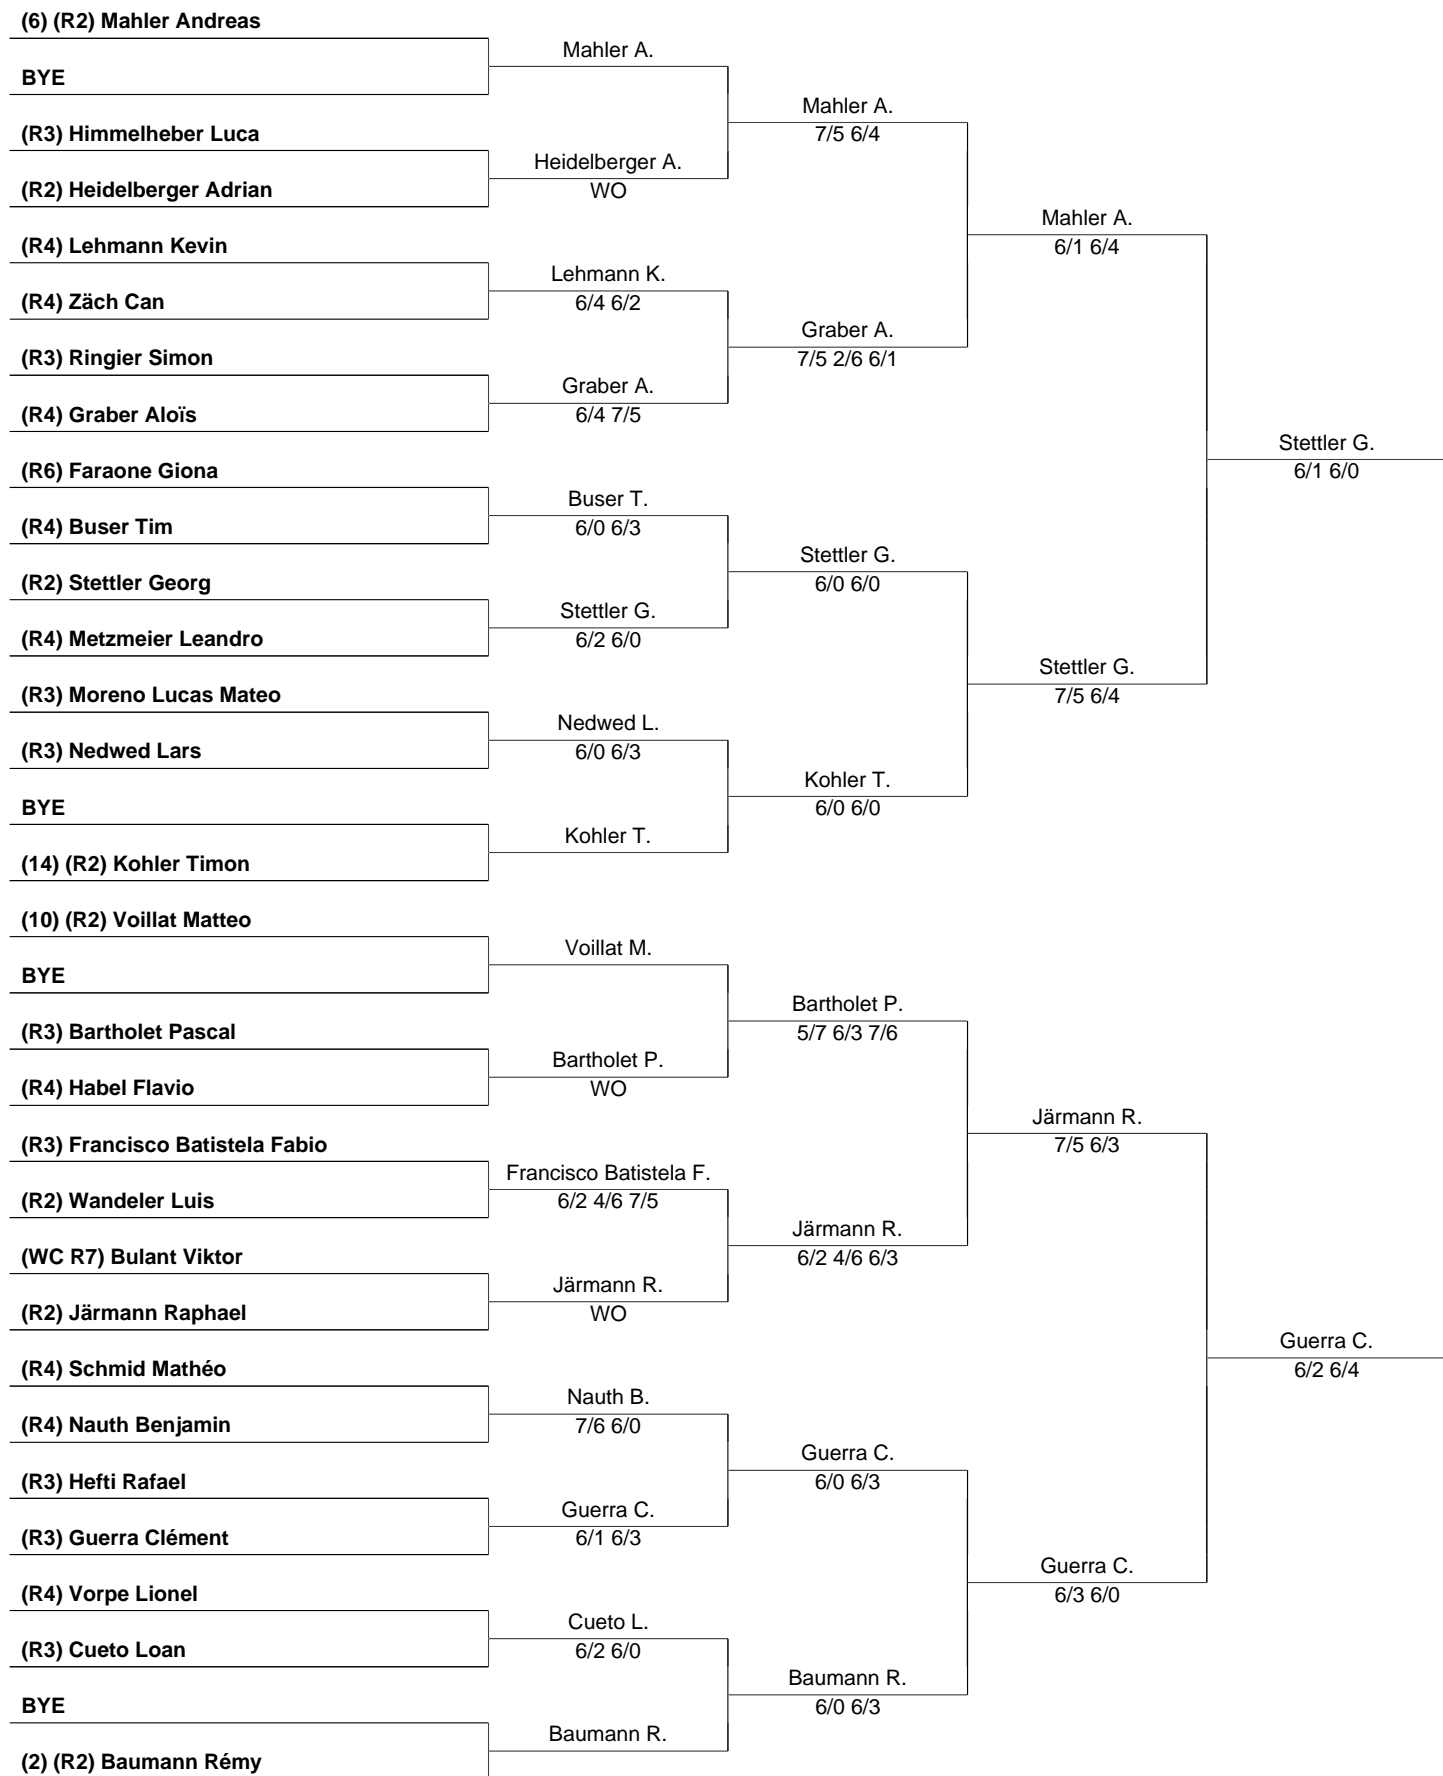 (6) (R2) Mahler Andreas
BYE
(R3) Himmelheber Luca
(R2) Heidelberger Adrian
(R4) Lehmann Kevin
(R4) Zäch Can
(R3) Ringier Simon
(R4) Graber Aloïs
(R6) Faraone Giona
(R4) Buser Tim
(R2) Stettler Georg
(R4) Metzmeier Leandro
(R3) Moreno Lucas Mateo
(R3) Nedwed Lars
BYE
(14) (R2) Kohler Timon
(10) (R2) Voillat Matteo
BYE
(R3) Bartholet Pascal
(R4) Habel Flavio
(R3) Francisco Batistela Fabio
(R2) Wandeler Luis
(WC R7) Bulant Viktor
(R2) Järmann Raphael
(R4) Schmid Mathéo
(R4) Nauth Benjamin
(R3) Hefti Rafael
(R3) Guerra Clément
(R4) Vorpe Lionel
(R3) Cueto Loan
BYE
(2) (R2) Baumann Rémy
Mahler A.
Heidelberger A.
WO
Lehmann K.
6/4 6/2
Graber A.
6/4 7/5
Buser T.
6/0 6/3
Stettler G.
6/2 6/0
Nedwed L.
6/0 6/3
Kohler T.
Voillat M.
Bartholet P.
WO
Francisco Batistela F.
6/2 4/6 7/5
Järmann R.
WO
Nauth B.
7/6 6/0
Guerra C.
6/1 6/3
Cueto L.
6/2 6/0
Baumann R.
Mahler A.
7/5 6/4
Graber A.
7/5 2/6 6/1
Stettler G.
6/0 6/0
Kohler T.
6/0 6/0
Bartholet P.
5/7 6/3 7/6
Järmann R.
6/2 4/6 6/3
Guerra C.
6/0 6/3
Baumann R.
6/0 6/3
Mahler A.
6/1 6/4
Stettler G.
7/5 6/4
Järmann R.
7/5 6/3
Guerra C.
6/3 6/0
Stettler G.
6/1 6/0
Guerra C.
6/2 6/4